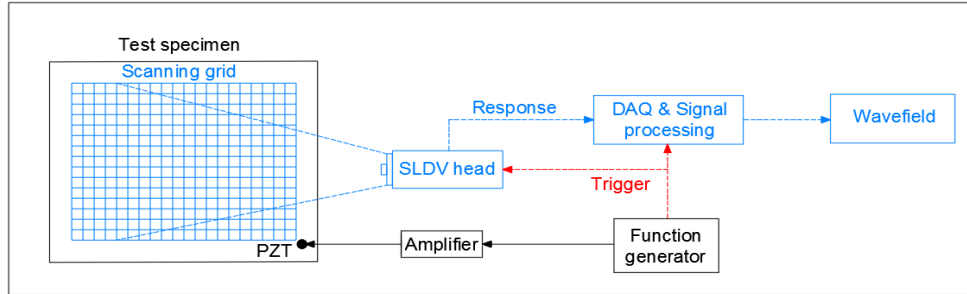 Test specimen
Scanning grid
Response
DAQ & Signal
processing
Wavefield
SLDV head
Trigger
PZT
Amplifier
Function
generator